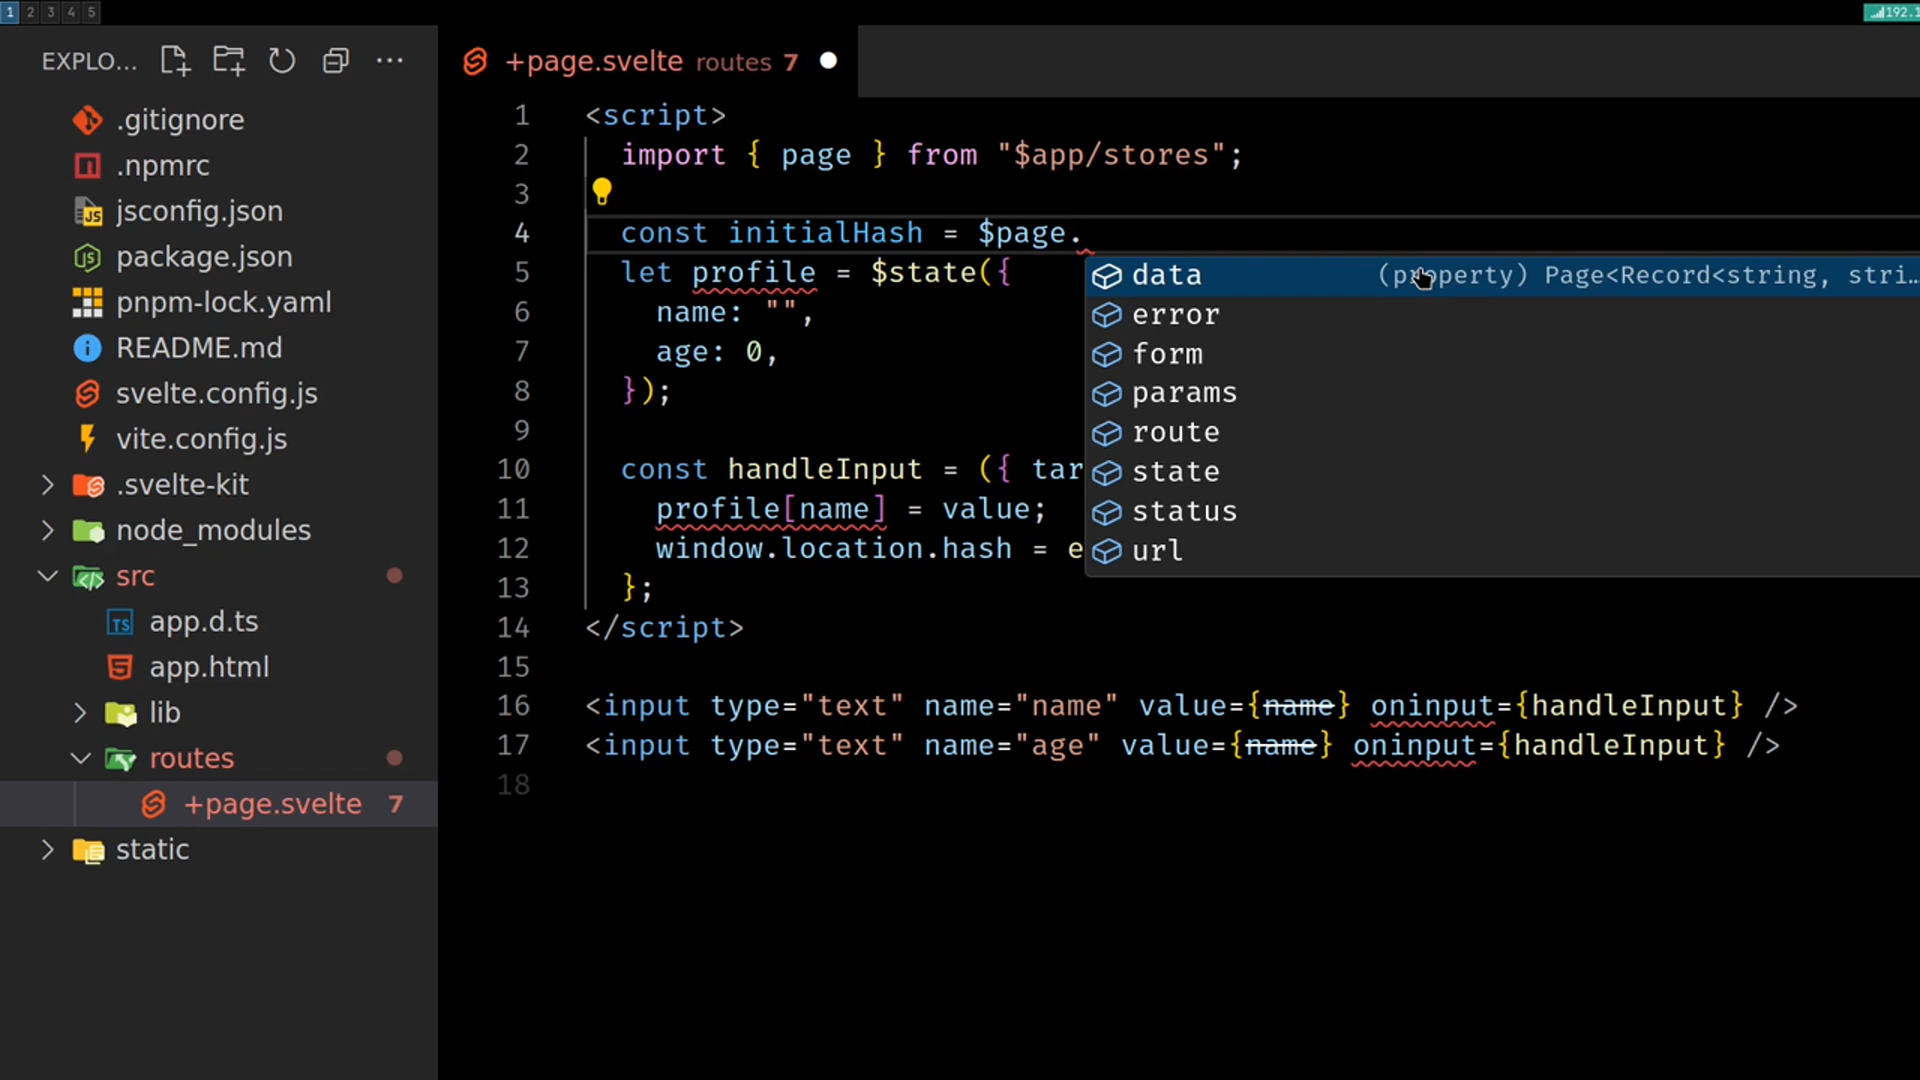 1 2 3 4 5
192.1
EXPLO... ...
+page.svelte routes 7
.gitignore
.npmrc
jsconfig.json
package.json
pnpm-lock.yaml
README.md
svelte.config.js
vite.config.js
.svelte-kit
node_modules
src
app.d.ts
app.html
lib
routes
+page.svelte 7
static
1 <script>
2 import { page } from "$app/stores";
3
4 const initialHash = $page.
5 let profile = $state({
6 name: "",
7 age: 0,
8 });
9
10 const handleInput = ({ tar
11 profile[name] = value;
12 window.location.hash = e
13 };
14 </script>
15
16 <input type="text" name="name" value={name} oninput={handleInput} />
17 <input type="text" name="age" value={name} oninput={handleInput} />
18
data (property) Page<Record<string, stri...
error
form
params
route
state
status
url